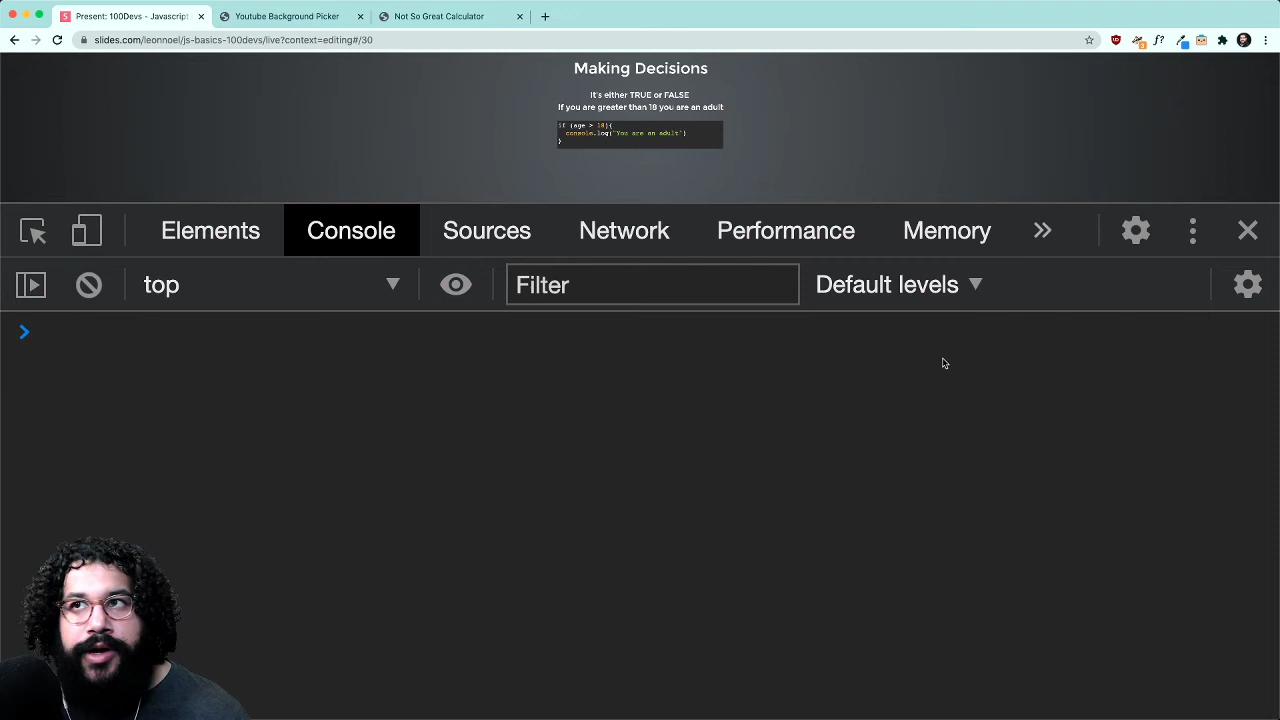 Present: 100Devs - Javascript
Youtube Background Picker
Not So Great Calculator
slides.com/leonnoel/js-basics-100devs/live?context=editing#/30
Making Decisions
It's either TRUE or FALSE
If you are greater than 18 you are an adult
if (age > 18){
console.log("You are an adult")
}
Elements Console Sources Network Performance Memory
top Filter Default levels